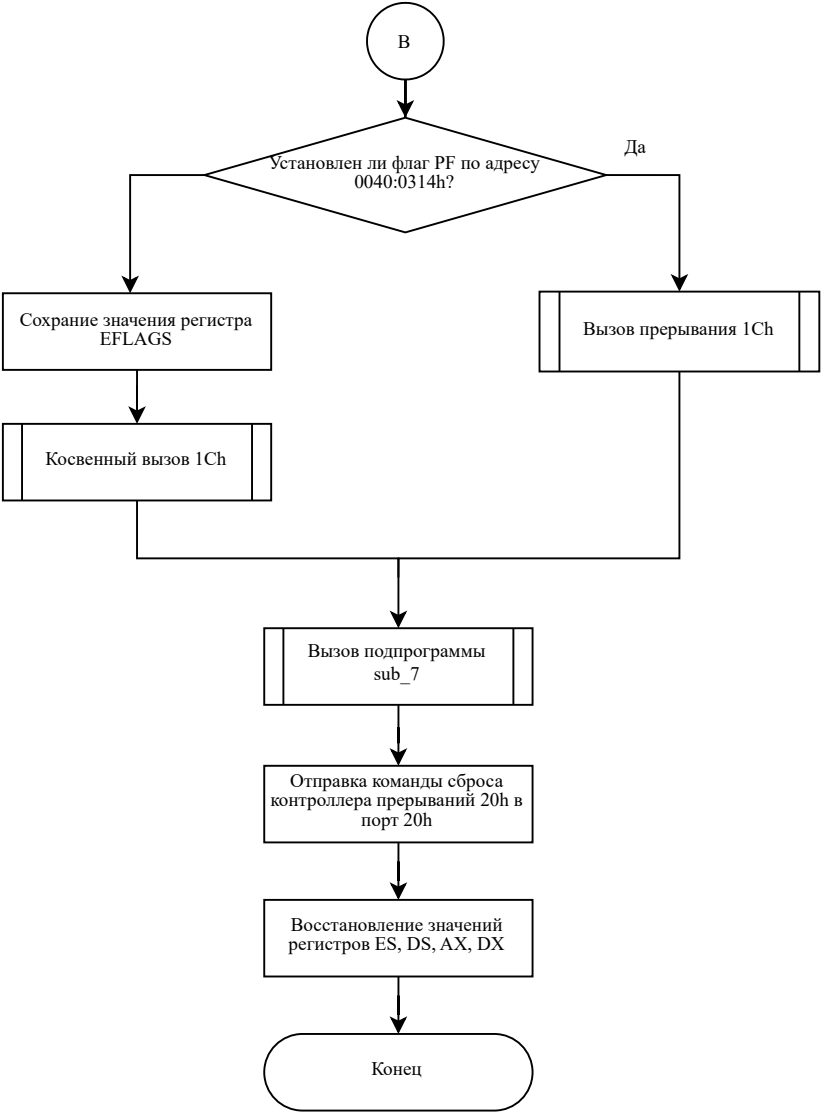 B
Установлен ли флаг PF по адресу
0040:0314h?
Да
Сохрание значения регистра
EFLAGS
Вызов прерывания 1Ch
Косвенный вызов 1Ch
Вызов подпрограммы
sub_7
Отправка команды сброса
контроллера прерываний 20h в
порт 20h
Восстановление значений
регистров ES, DS, AX, DX
Конец